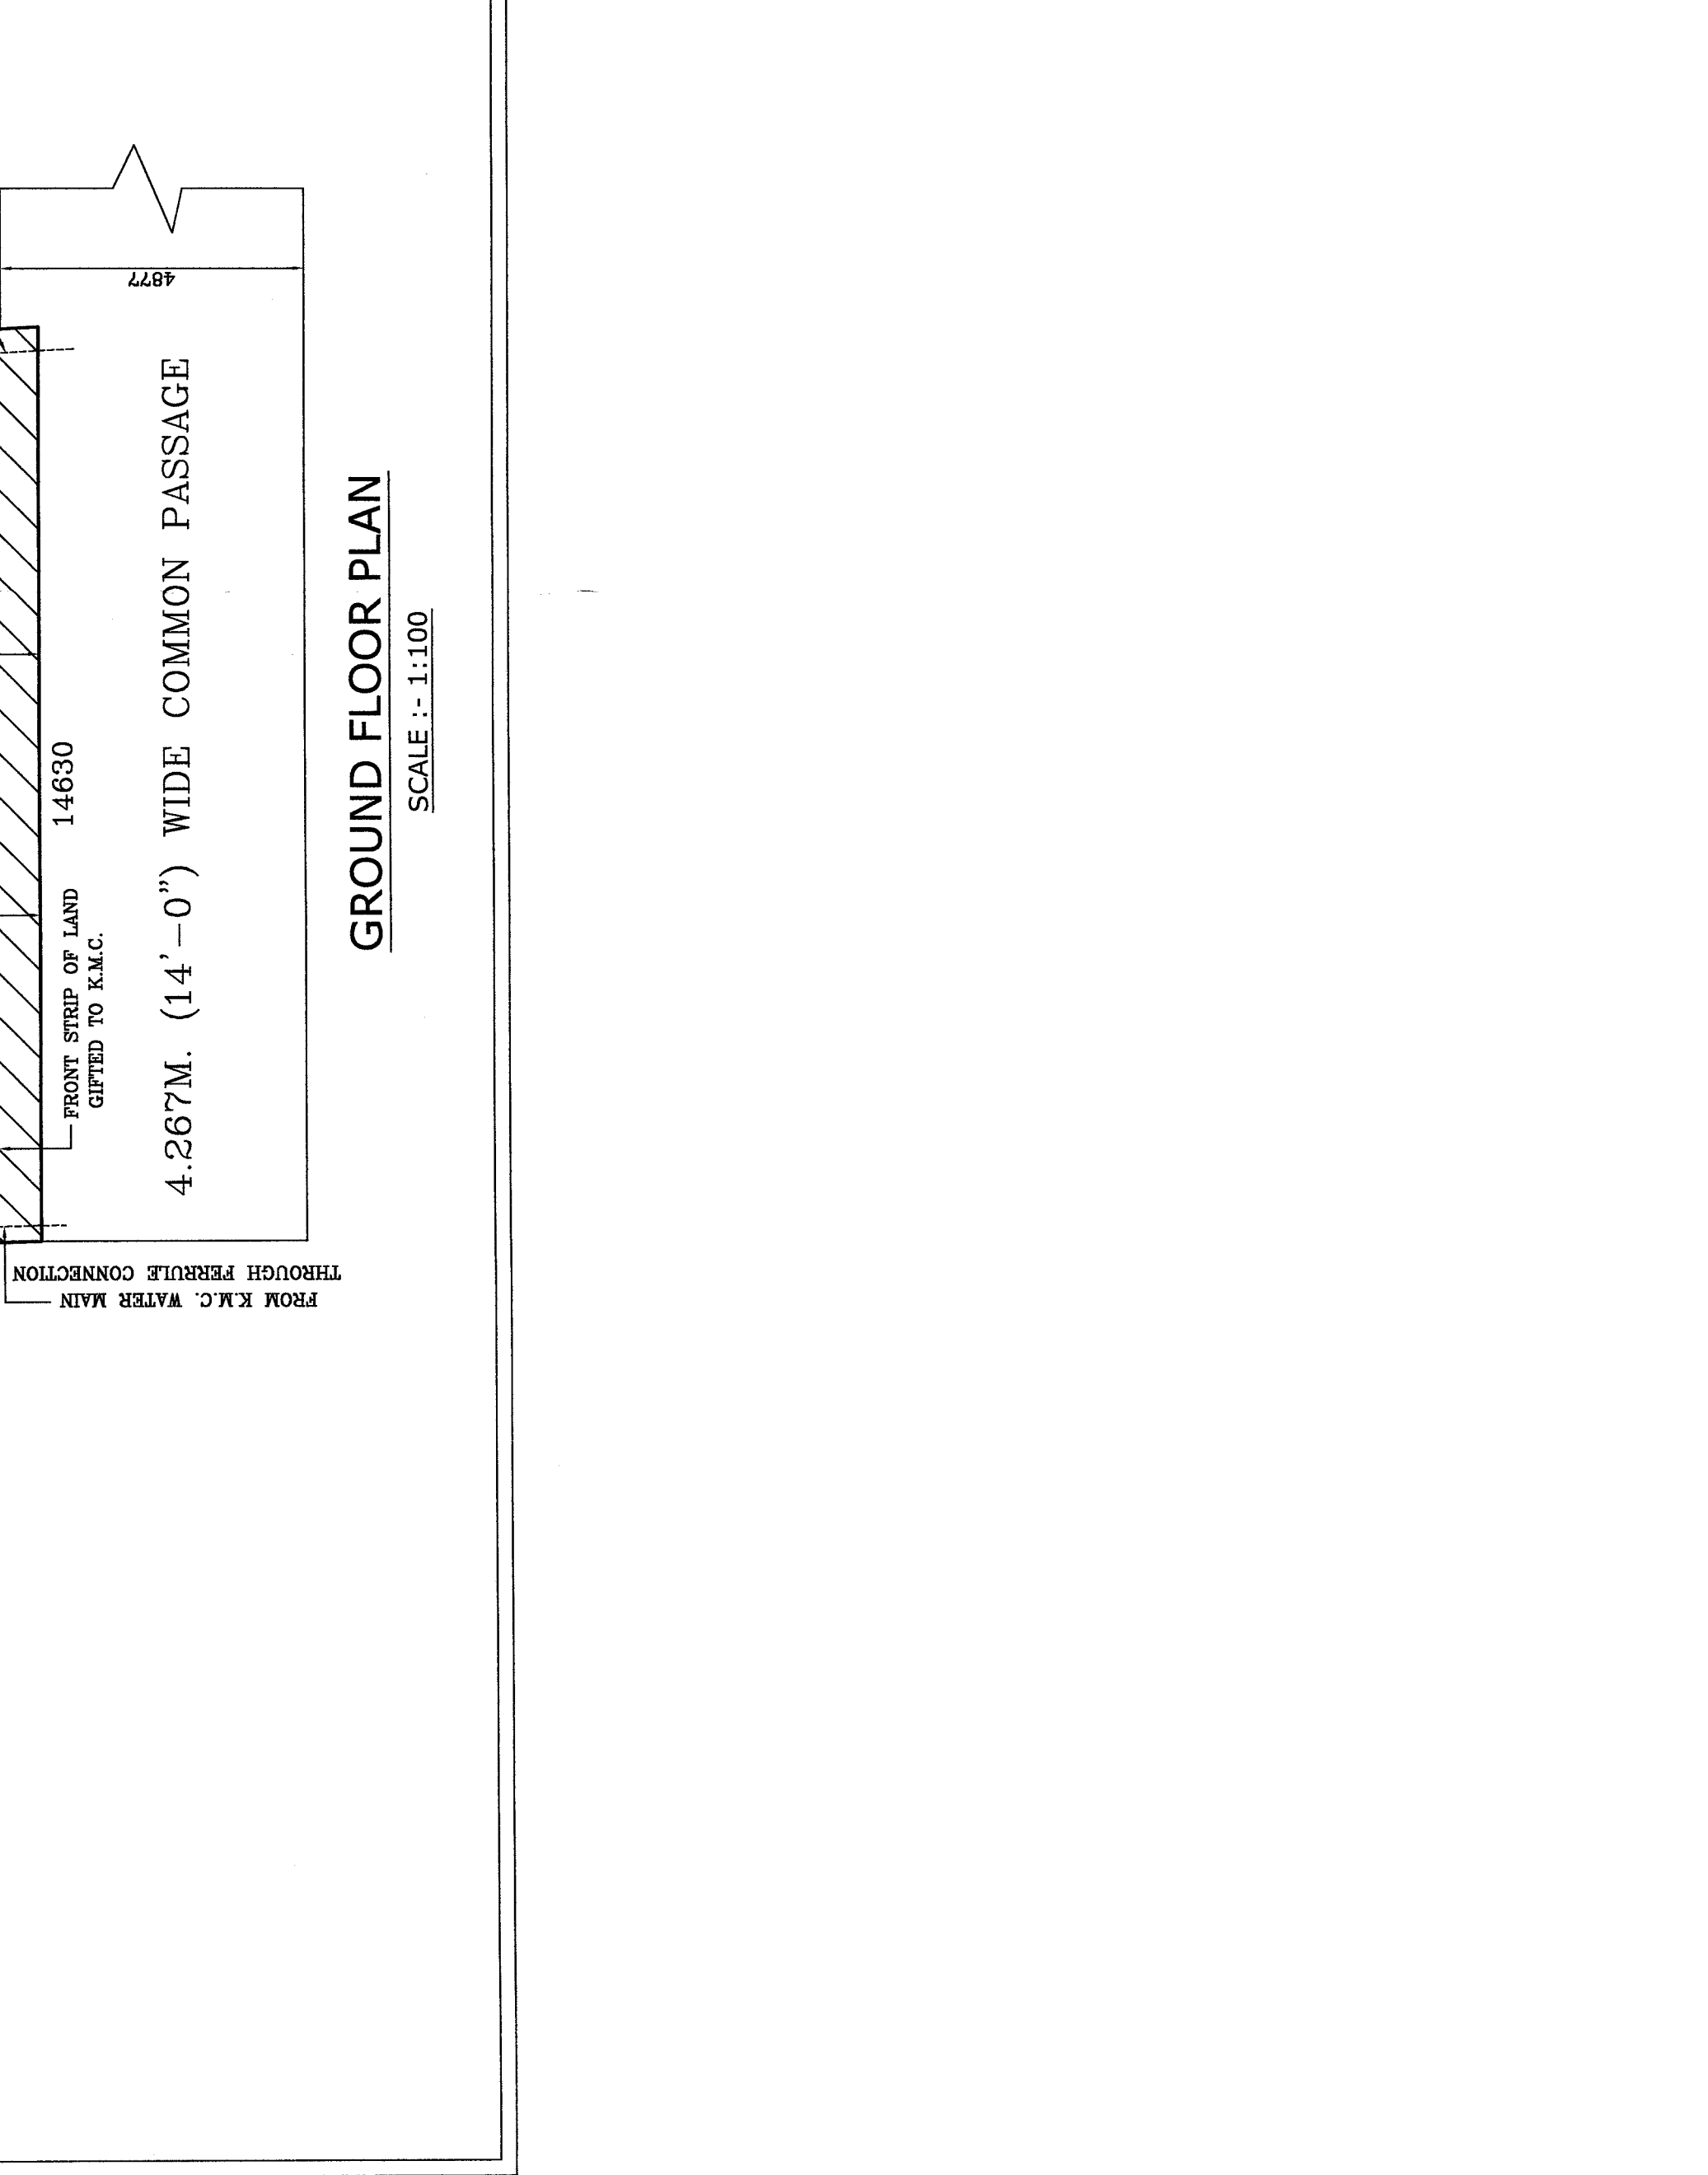 4877
14630
FRONT STRIP OF LAND
GIFTED TO K.M.C.
4.267M. (14'-0") WIDE COMMON PASSAGE
FROM K.M.C. WATER MAIN
THROUGH FERRULE CONNECTION
GROUND FLOOR PLAN
SCALE :- 1:100